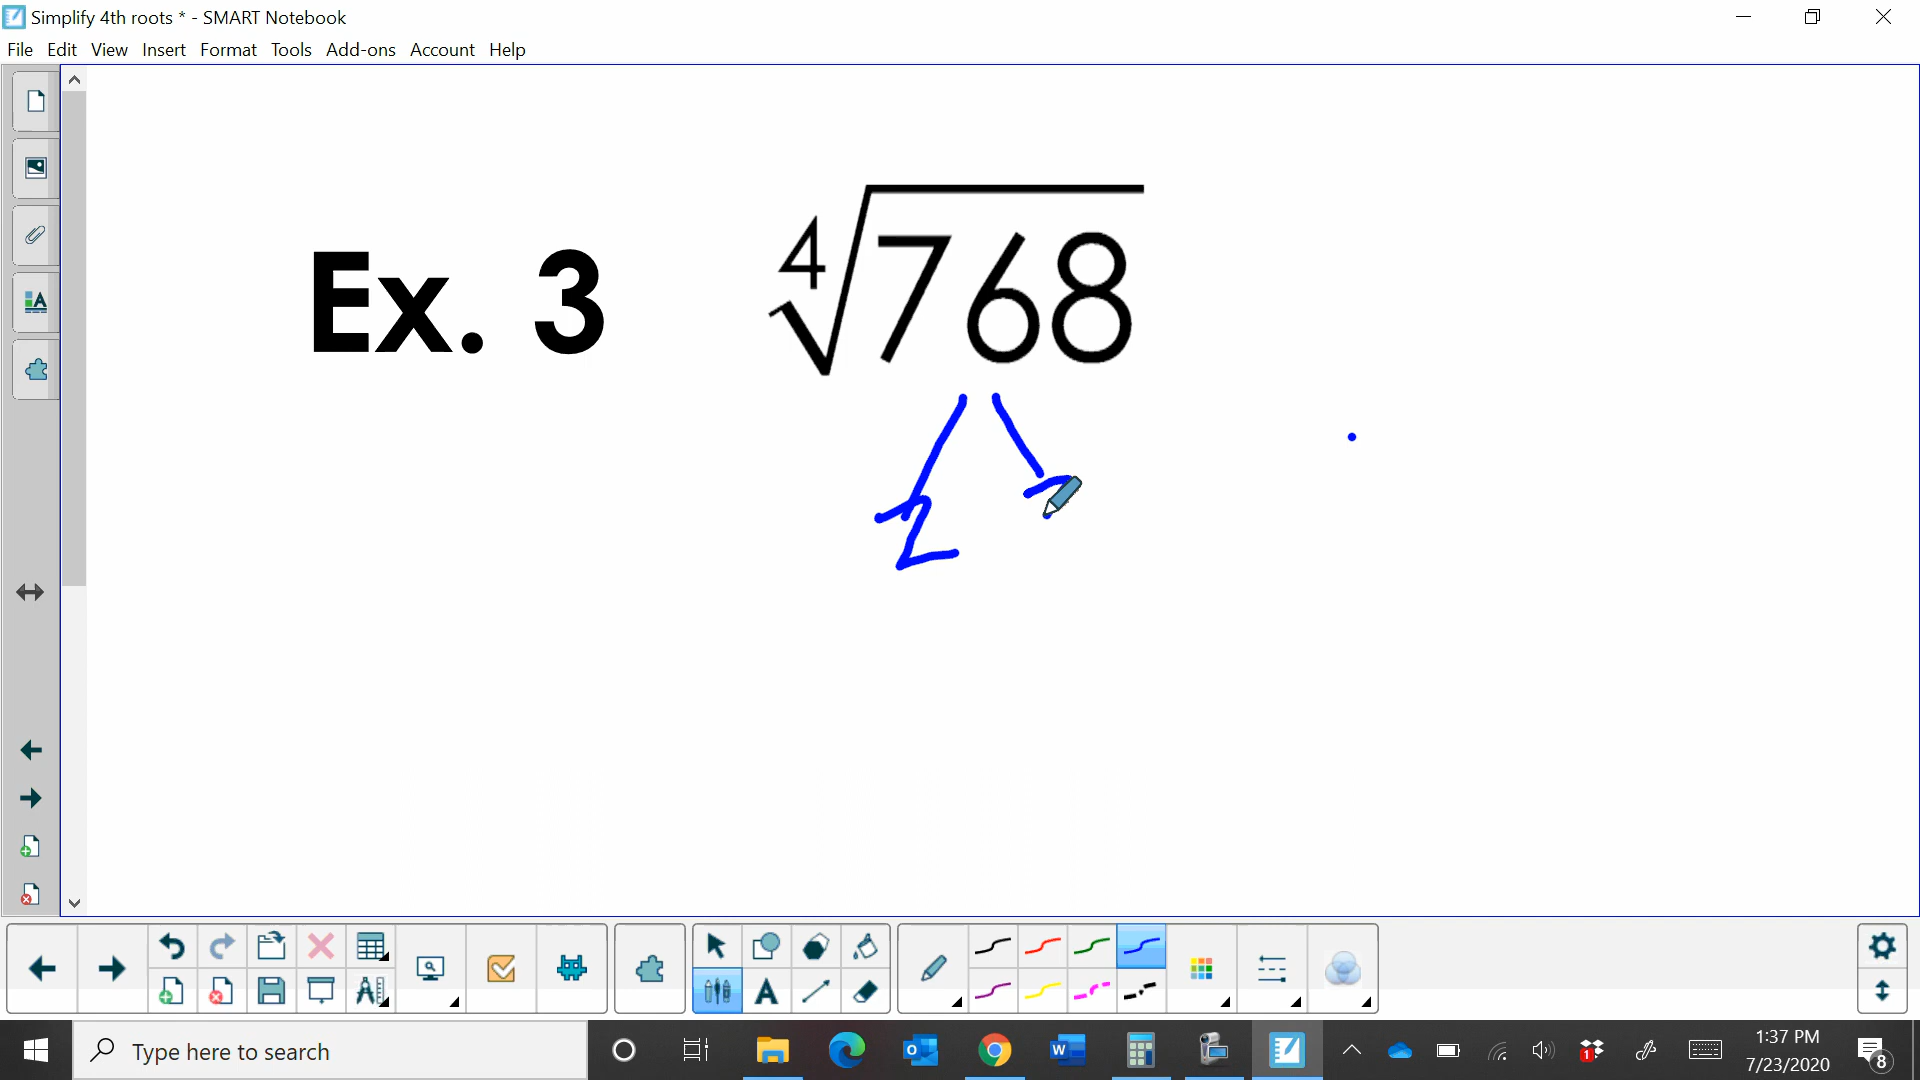 Simplify 4th roots * - SMART Notebook
File Edit View Insert Format Tools Add-ons Account Help
Ex. 3 ∜768
2
Type here to search
1:37 PM
7/23/2020
8